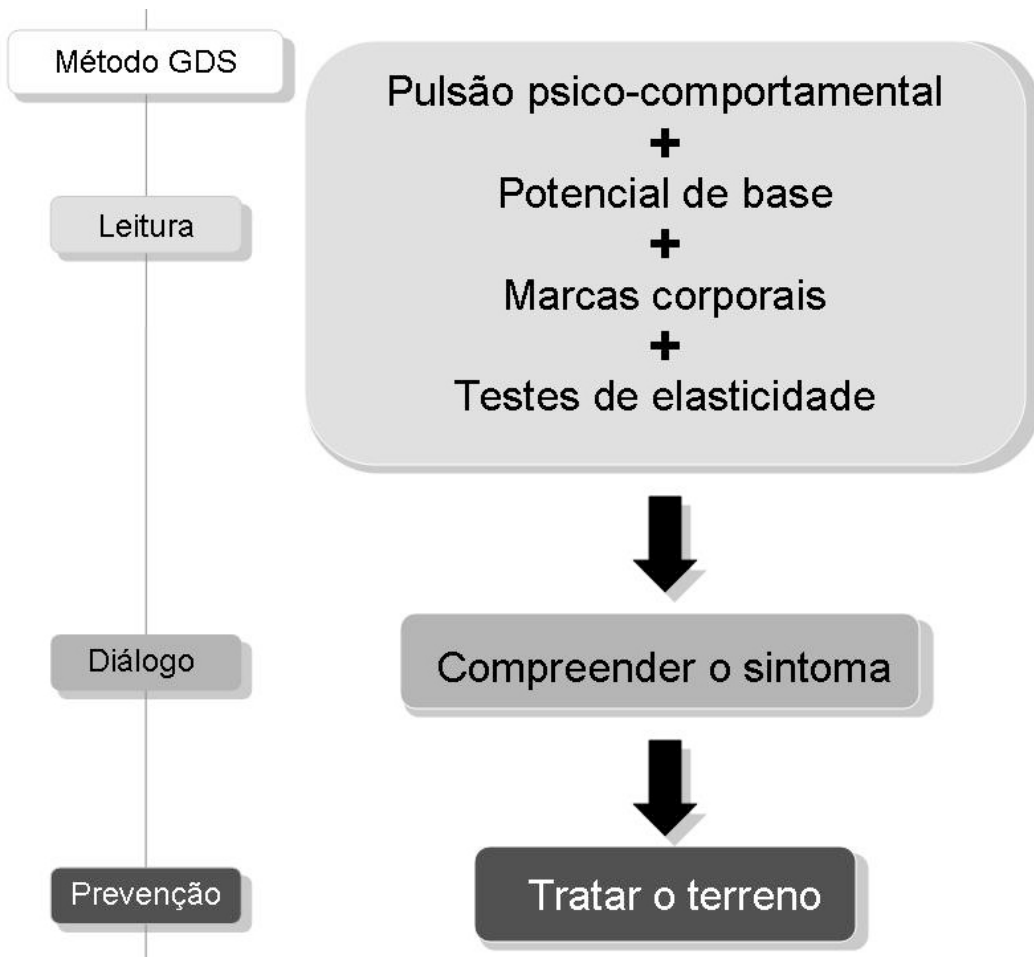 Método GDS
Pulsão psico-comportamental
+
Potencial de base
+
Marcas corporais
+
Testes de elasticidade
Leitura
Diálogo
Compreender o sintoma
Prevenção
Tratar o terreno